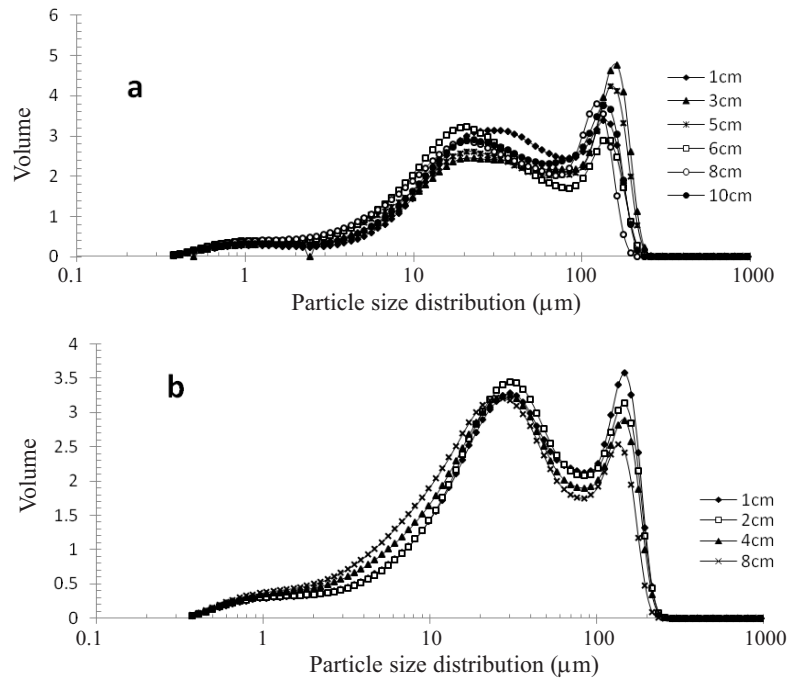 6
5
4
3
2
1
0
Volume
a
1cm
3cm
5cm
6cm
8cm
10cm
0.1
1
10
100
1000
Particle size distribution (μm)
4
3.5
3
2.5
2
1.5
1
0.5
0
Volume
b
1cm
2cm
4cm
8cm
0.1
1
10
100
1000
Particle size distribution (μm)